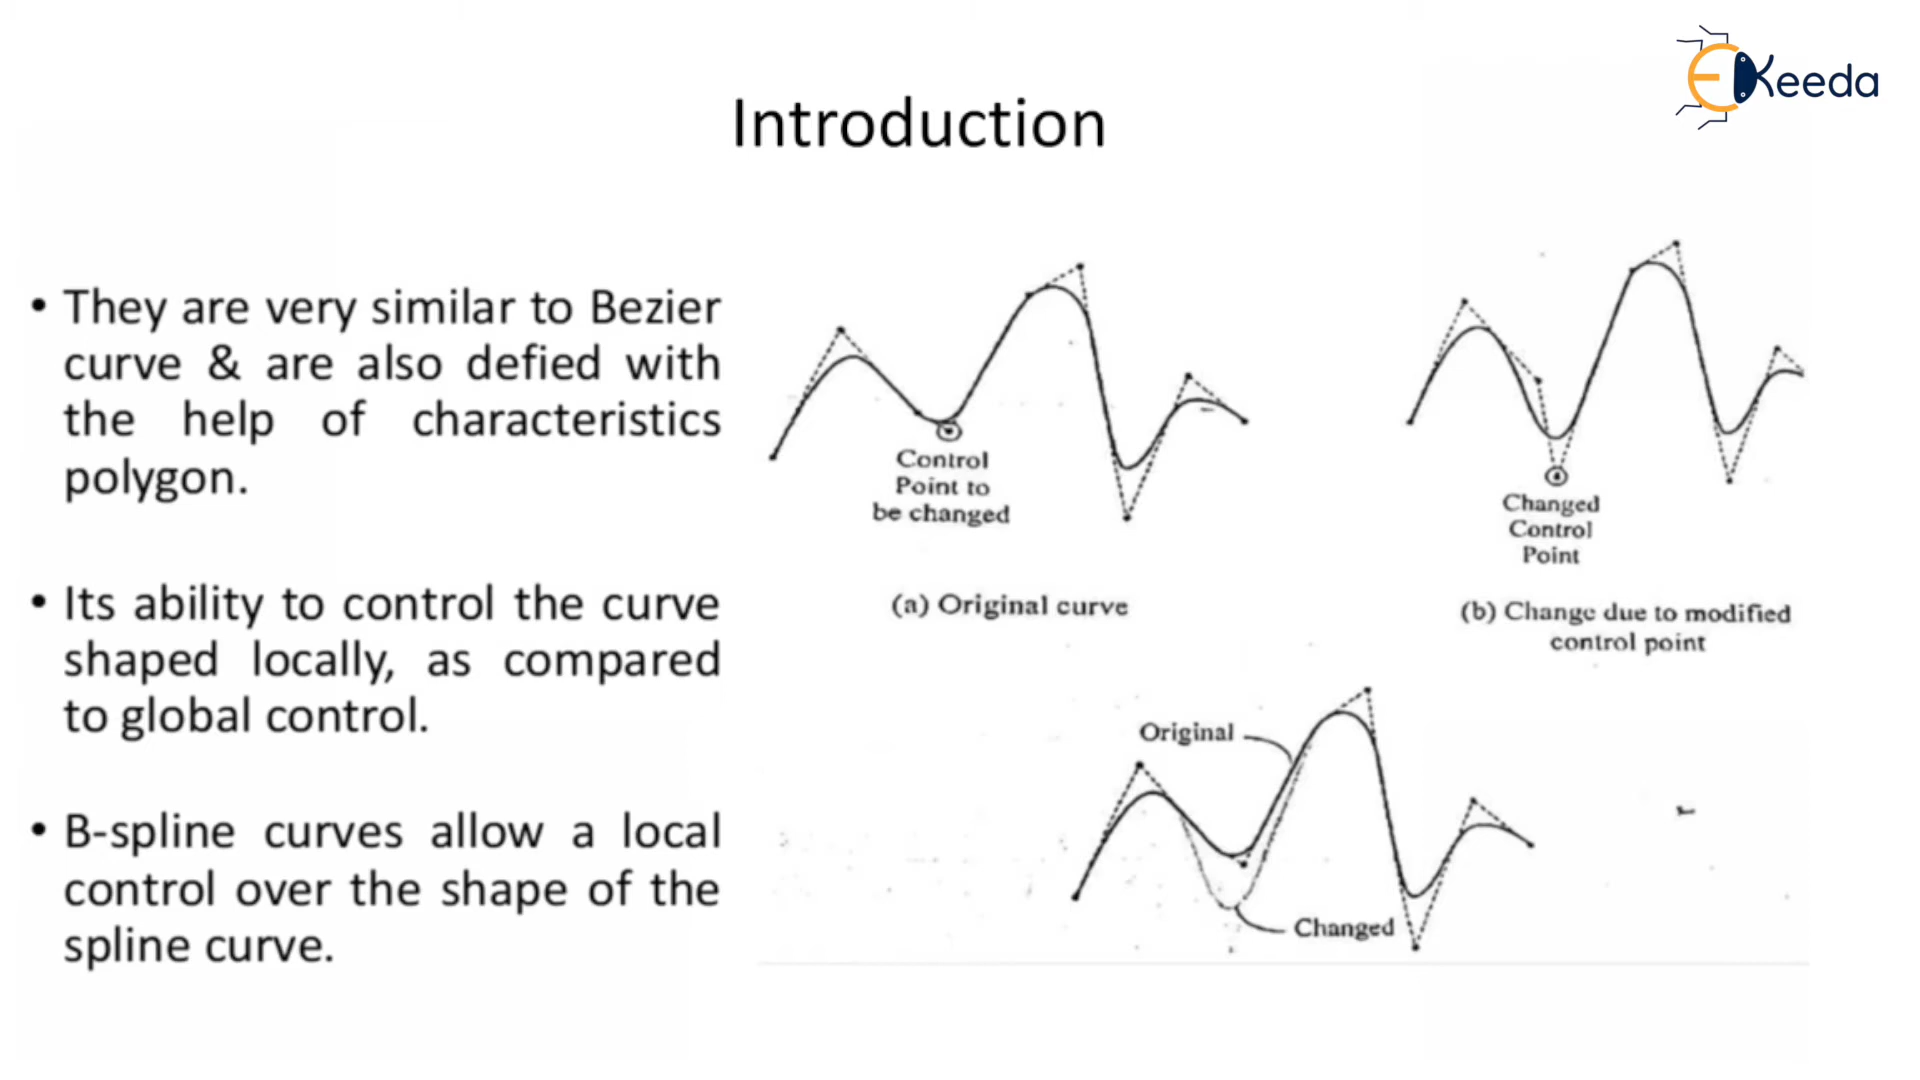 EKeeda
Introduction
• They are very similar to Bezier
curve & are also defied with
the help of characteristics
polygon.
• Its ability to control the curve
shaped locally, as compared
to global control.
• B-spline curves allow a local
control over the shape of the
spline curve.
Control
Point to
be changed
(a) Original curve
Changed
Control
Point
(b) Change due to modified
control point
Original
Changed